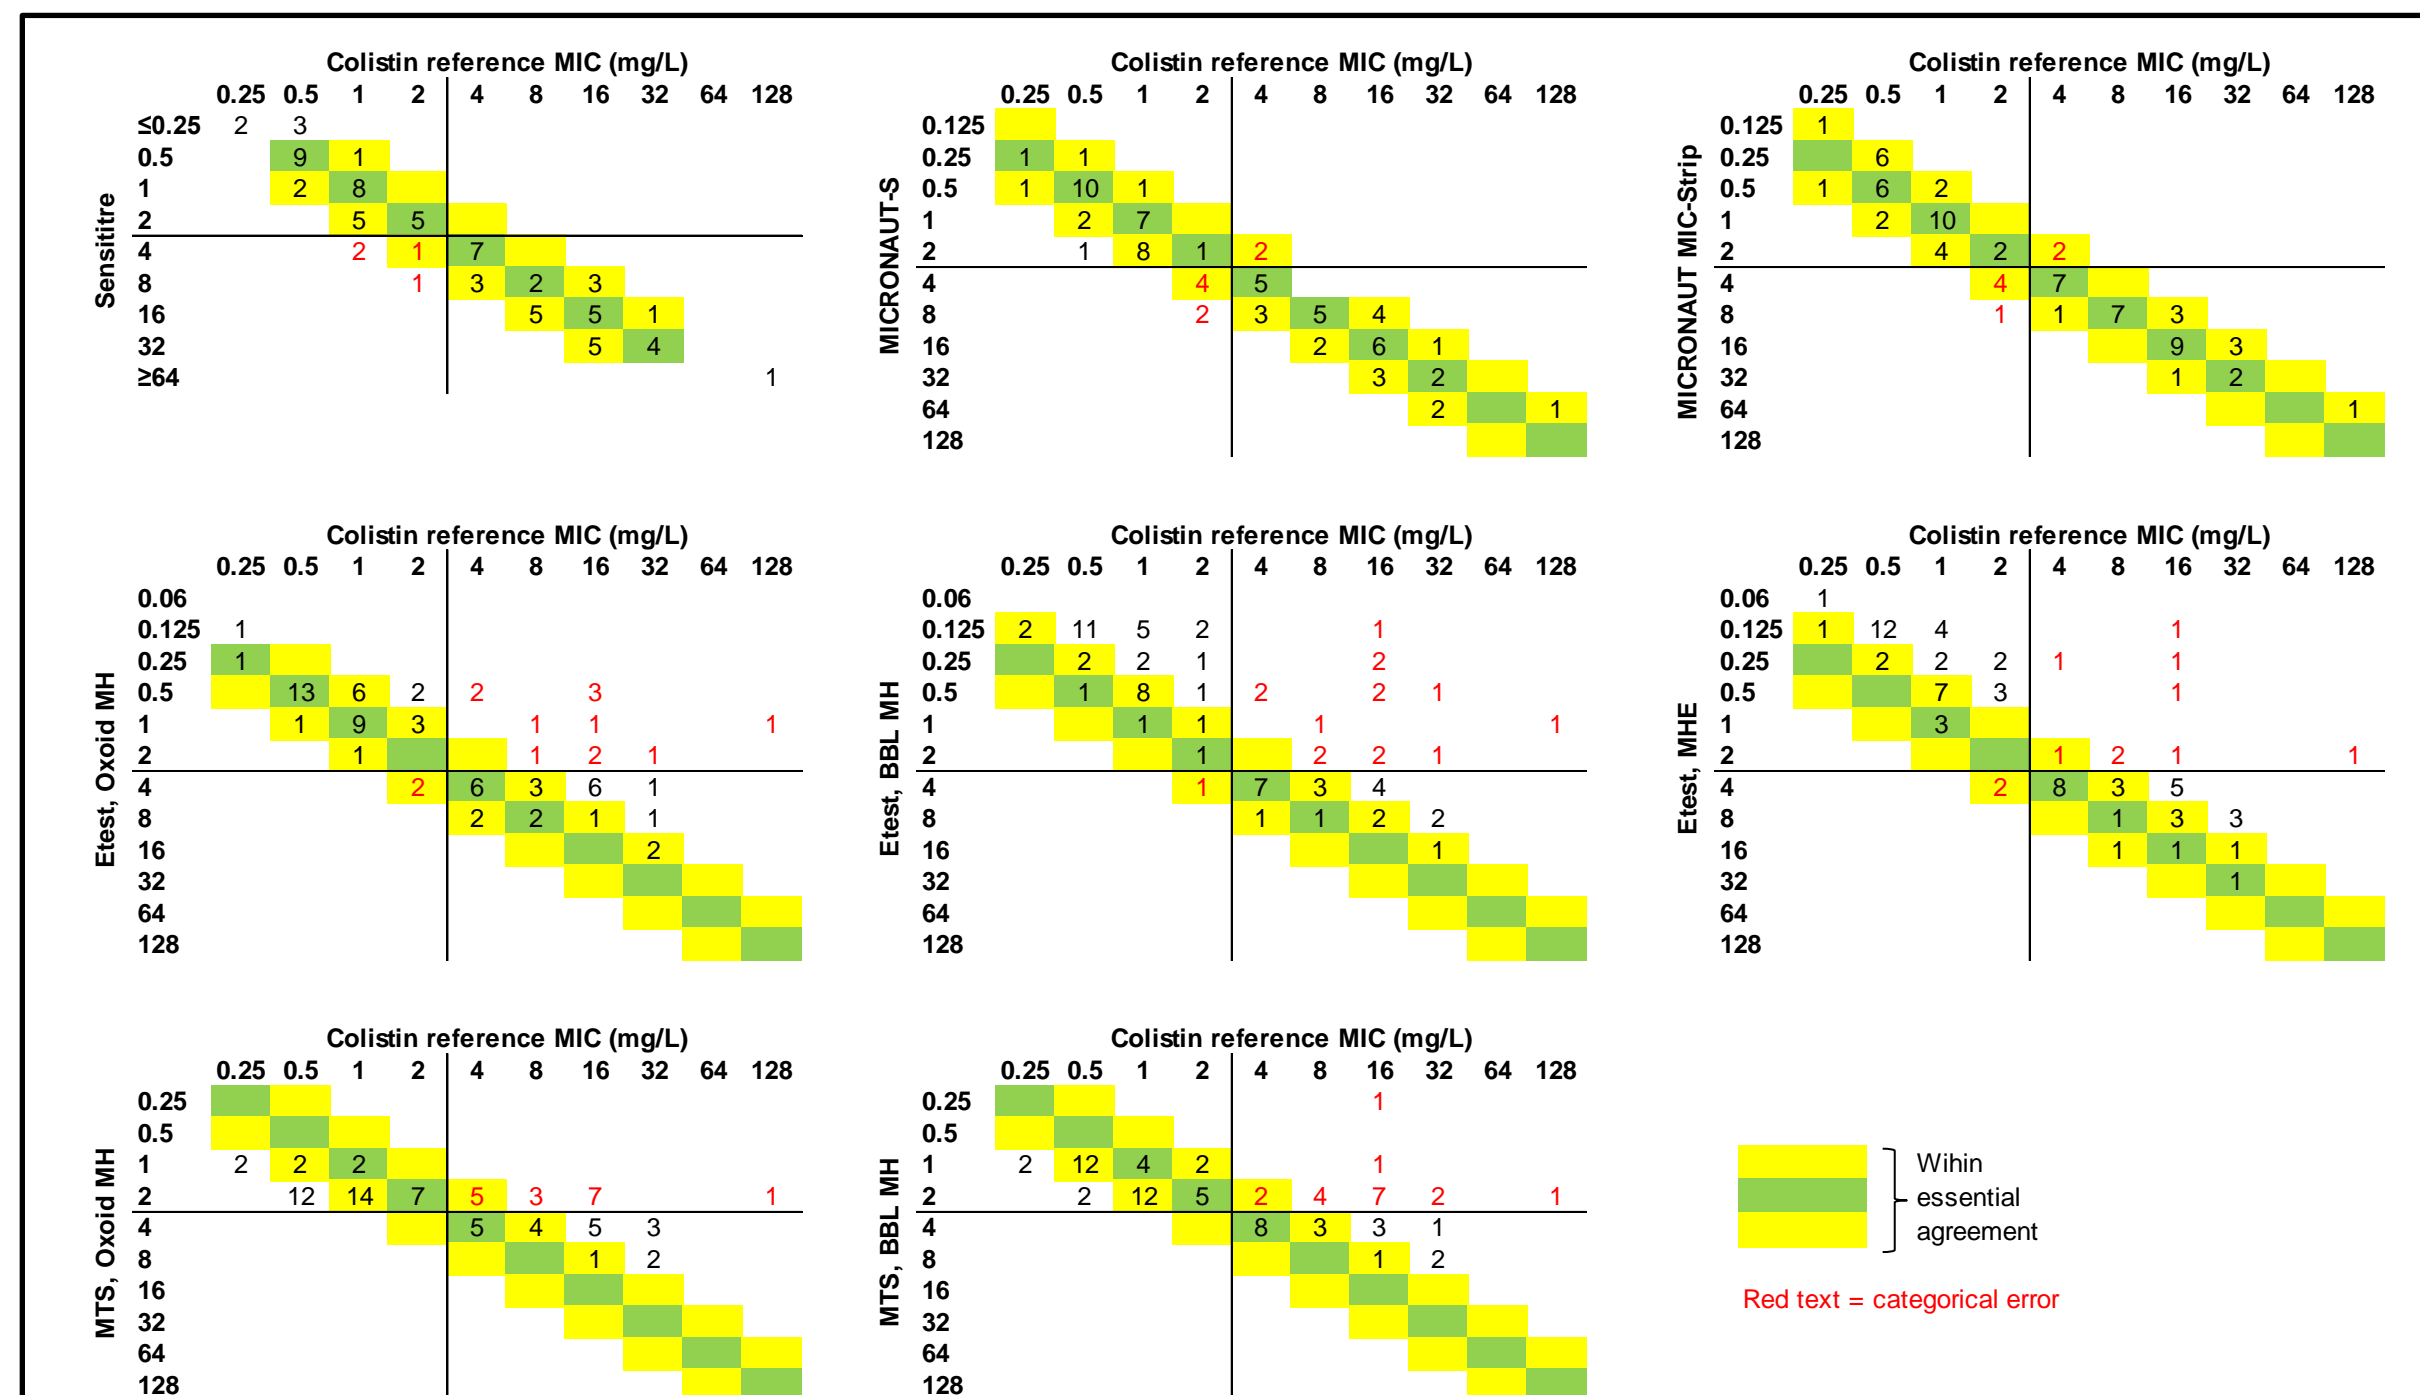 Colistin reference MIC (mg/L)
0.25 0.5 1 2 4 8 16 32 64 128
Sensititre
≤0.25 2 3
0.5 9 1
1 2 8
2 5 5
4 2 1 7
8 1 3 2 3
16 5 5 1
32 5 4
≥64 1
Colistin reference MIC (mg/L)
0.25 0.5 1 2 4 8 16 32 64 128
MICRONAUT-S
0.125
0.25 1 1
0.5 1 10 1
1 2 7
2 1 8 1 2
4 4 5
8 2 3 5 4
16 2 6 1
32 3 2
64 2 1
128
Colistin reference MIC (mg/L)
0.25 0.5 1 2 4 8 16 32 64 128
MICRONAUT MIC-Strip
0.125 1
0.25 6
0.5 1 6 2
1 2 10
2 4 2 2
4 4 7
8 1 1 7 3
16 9 3
32 1 2
64 1
128
Colistin reference MIC (mg/L)
0.25 0.5 1 2 4 8 16 32 64 128
Etest, Oxoid MH
0.06
0.125 1
0.25 1
0.5 13 6 2 2 3
1 1 9 3 1 1 1
2 1 1 2 1
4 2 6 3 6 1
8 2 2 1 1
16 2
32
64
128
Colistin reference MIC (mg/L)
0.25 0.5 1 2 4 8 16 32 64 128
Etest, BBL MH
0.06
0.125 2 11 5 2 1
0.25 2 2 1 2
0.5 1 8 1 2 2 1
1 1 1 1 1
2 1 2 2 1
4 1 7 3 4
8 1 1 2 2
16 1
32
64
128
Colistin reference MIC (mg/L)
0.25 0.5 1 2 4 8 16 32 64 128
Etest, MHE
0.06 1
0.125 1 12 4 1
0.25 2 2 2 1 1
0.5 7 3 1
1 3
2 1 2 1 1
4 2 8 3 5
8 1 3 3
16 1 1 1
32 1
64
128
Colistin reference MIC (mg/L)
0.25 0.5 1 2 4 8 16 32 64 128
MTS, Oxoid MH
0.25
0.5
1 2 2 2
2 12 14 7 5 3 7 1
4 5 4 5 3
8 1 2
16
32
64
128
Colistin reference MIC (mg/L)
0.25 0.5 1 2 4 8 16 32 64 128
MTS, BBL MH
0.25 1
0.5
1 2 12 4 2 1
2 2 12 5 2 4 7 2 1
4 8 3 3 1
8 1 2
16
32
64
128
Wihin
essential
agreement
Red text = categorical error